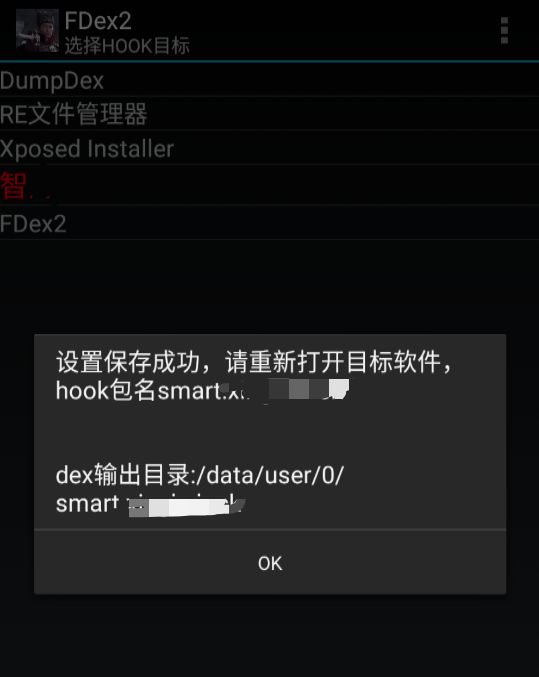 FDex2
选择HOOK目标
DumpDex
RE文件管理器
Xposed Installer
智
FDex2
设置保存成功，请重新打开目标软件，
hook包名smart.x
dex输出目录:/data/user/0/
smart
OK